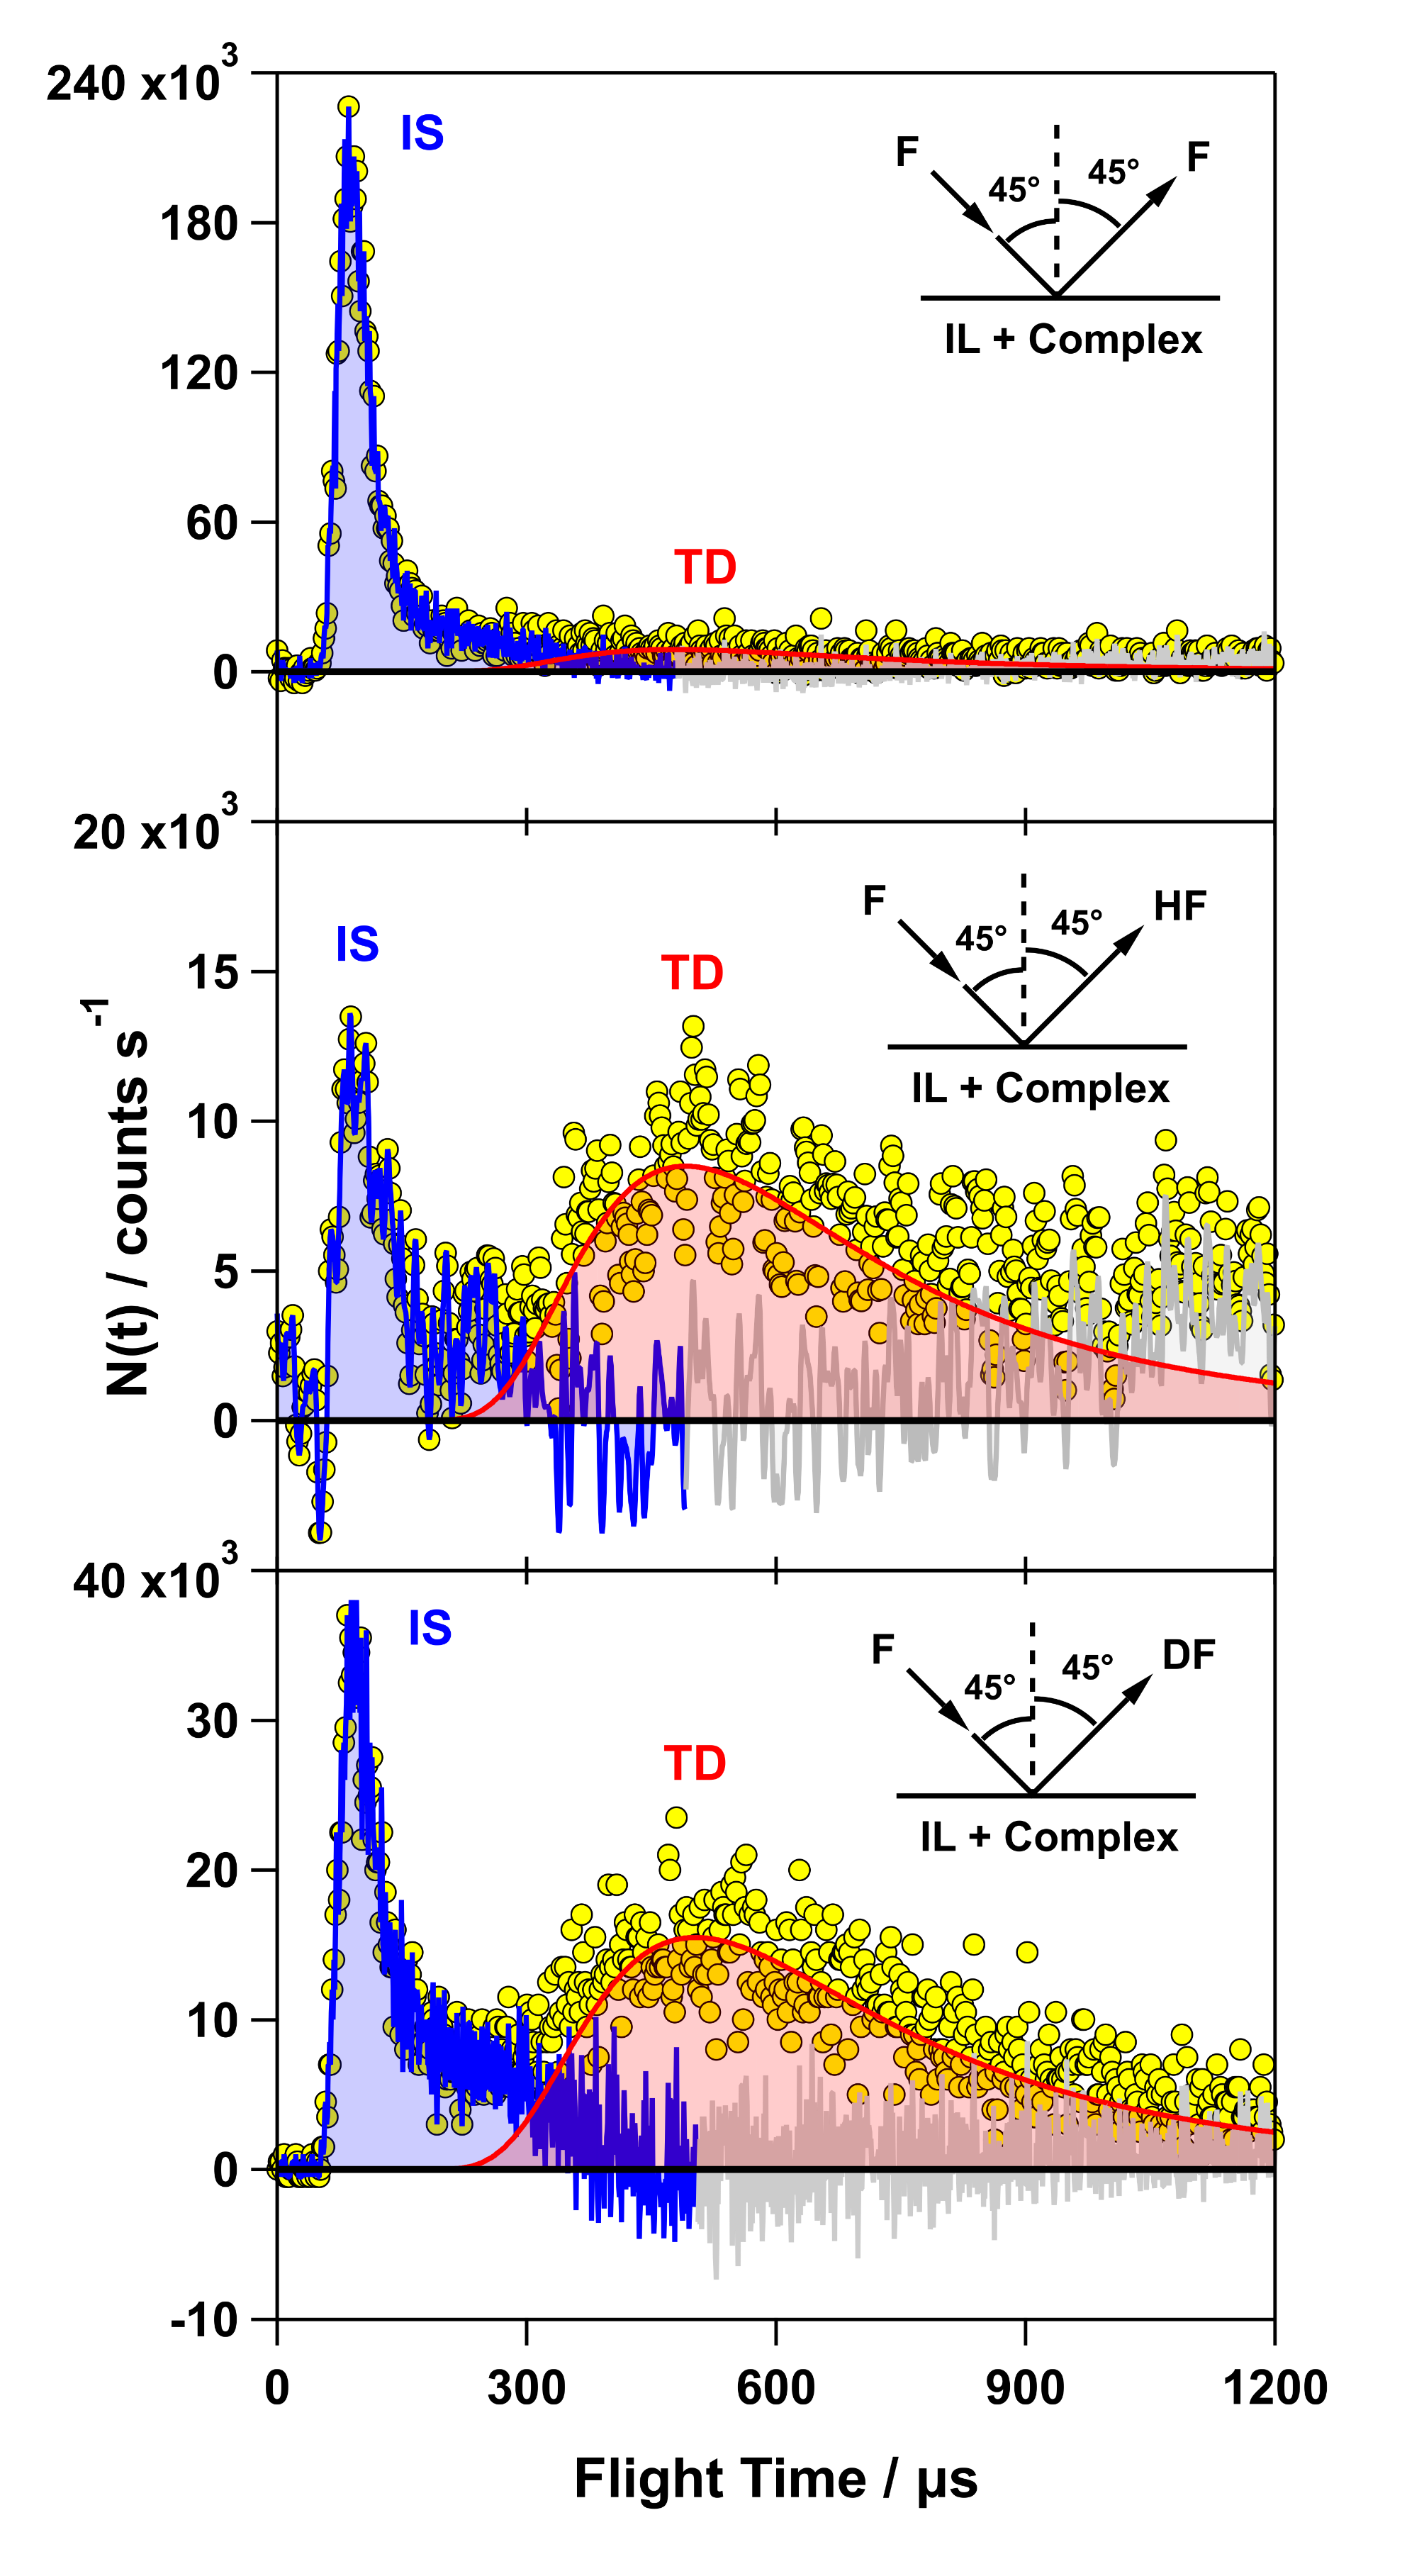 240 x10³
180
120
60
0
IS
TD
F
45°
45°
F
IL + Complex
20 x10³
15
10
5
0
IS
TD
F
45°
45°
HF
IL + Complex
N(t) / counts s⁻¹
40 x10³
30
20
10
0
-10
IS
TD
F
45°
45°
DF
IL + Complex
0 300 600 900 1200
Flight Time / µs